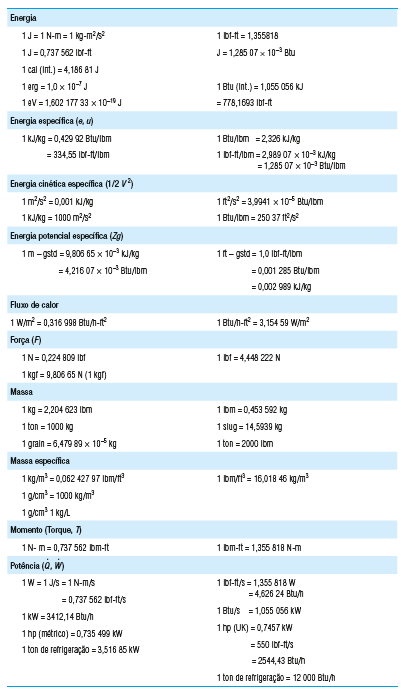 Energia
1 J = 1 N-m = 1 kg-m²/s² 1 lbf-ft = 1,355818
1 J = 0,737 562 lbf-ft J = 1,285 07 × 10⁻³ Btu
1 cal (Int.) = 4,186 81 J
1 erg = 1,0 × 10⁻⁷ J 1 Btu (Int.) = 1,055 056 kJ
1 eV = 1,602 177 33 × 10⁻¹⁹ J = 778,1693 lbf-ft
Energia específica (e, u)
1 kJ/kg = 0,429 92 Btu/lbm 1 Btu/lbm = 2,326 kJ/kg
= 334,55 lbf-ft/lbm 1 lbf-ft/lbm = 2,989 07 × 10⁻³ kJ/kg
= 1,285 07 × 10⁻³ Btu/lbm
Energia cinética específica (1/2 V²)
1 m²/s² = 0,001 kJ/kg 1 ft²/s² = 3,9941 × 10⁻⁵ Btu/lbm
1 kJ/kg = 1000 m²/s² 1 Btu/lbm = 250 37 ft²/s²
Energia potencial específica (Zg)
1 m – gstd = 9,806 65 × 10⁻³ kJ/kg 1 ft – gstd = 1,0 lbf-ft/lbm
= 4,216 07 × 10⁻³ Btu/lbm = 0,001 285 Btu/lbm
= 0,002 989 kJ/kg
Fluxo de calor
1 W/m² = 0,316 998 Btu/h-ft² 1 Btu/h-ft² = 3,154 59 W/m²
Força (F)
1 N = 0,224 809 lbf 1 lbf = 4,448 222 N
1 kgf = 9,806 65 N (1 kgf)
Massa
1 kg = 2,204 623 lbm 1 lbm = 0,453 592 kg
1 ton = 1000 kg 1 slug = 14,5939 kg
1 grain = 6,479 89 × 10⁻⁵ kg 1 ton = 2000 lbm
Massa específica
1 kg/m³ = 0,062 427 97 lbm/ft³ 1 lbm/ft³ = 16,018 46 kg/m³
1 g/cm³ = 1000 kg/m³
1 g/cm³ 1 kg/L
Momento (Torque, T)
1 N- m = 0,737 562 lbm-ft 1 lbm-ft = 1,355 818 N-m
Potência (Q̇, Ẇ)
1 W = 1 J/s = 1 N-m/s 1 lbf-ft/s = 1,355 818 W
= 0,737 562 lbf-ft/s = 4,626 24 Btu/h
1 kW = 3412,14 Btu/h 1 Btu/s = 1,055 056 kW
1 hp (métrico) = 0,735 499 kW 1 hp (UK) = 0,7457 kW
1 ton de refrigeração = 3,516 85 kW = 550 lbf-ft/s
= 2544,43 Btu/h
1 ton de refrigeração = 12 000 Btu/h